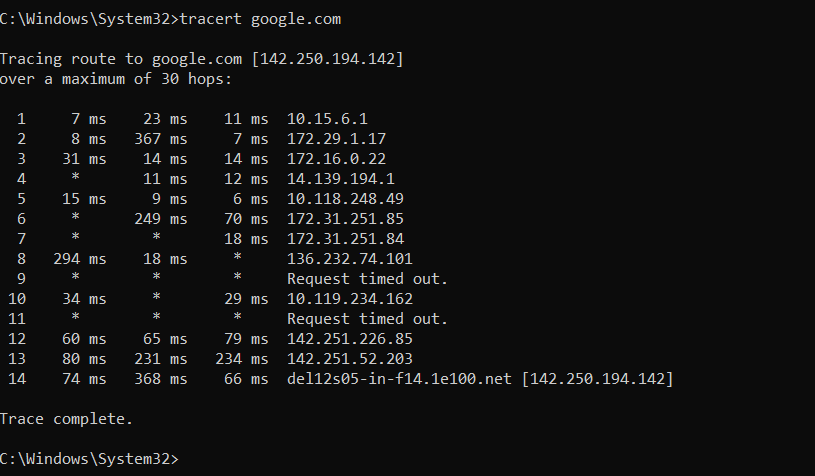 C:\Windows\System32>tracert google.com
Tracing route to google.com [142.250.194.142]
over a maximum of 30 hops:
1 7 ms 23 ms 11 ms 10.15.6.1
2 8 ms 367 ms 7 ms 172.29.1.17
3 31 ms 14 ms 14 ms 172.16.0.22
4 * 11 ms 12 ms 14.139.194.1
5 15 ms 9 ms 6 ms 10.118.248.49
6 * 249 ms 70 ms 172.31.251.85
7 * * 18 ms 172.31.251.84
8 294 ms 18 ms * 136.232.74.101
9 * * * Request timed out.
10 34 ms * 29 ms 10.119.234.162
11 * * * Request timed out.
12 60 ms 65 ms 79 ms 142.251.226.85
13 80 ms 231 ms 234 ms 142.251.52.203
14 74 ms 368 ms 66 ms del12s05-in-f14.1e100.net [142.250.194.142]
Trace complete.
C:\Windows\System32>